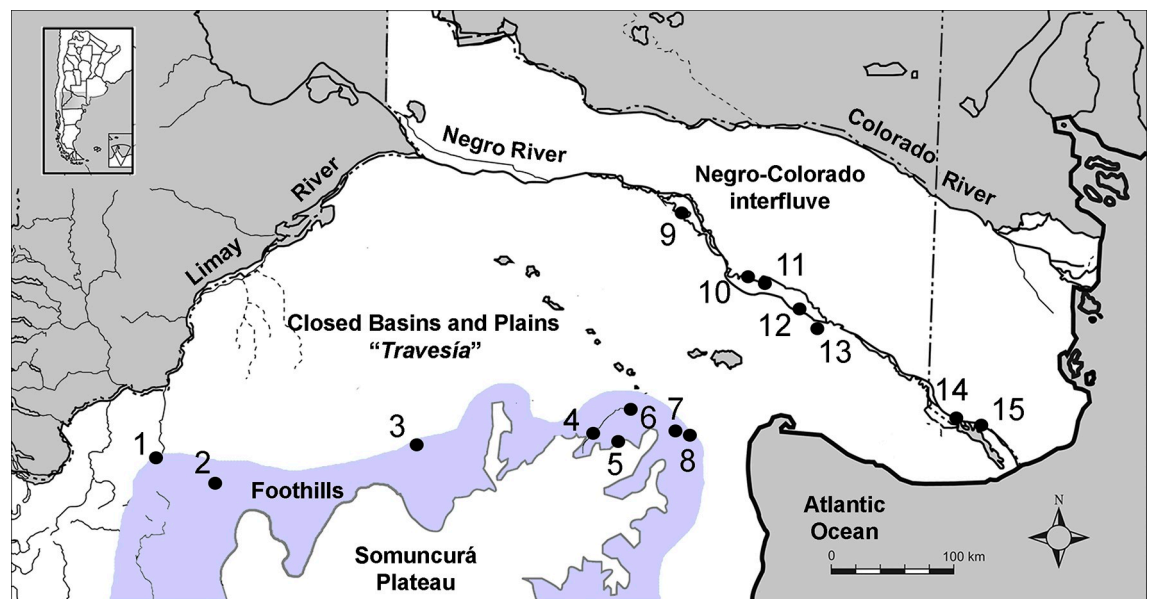 Colorado
River
Negro River
Negro-Colorado
interfluve
Limay
River
9
10
11
12
13
Closed Basins and Plains
“Travesía”
1
2
3
4
5
6
7
8
14
15
Foothills
Somuncurá
Plateau
Atlantic
Ocean
N
0
100 km